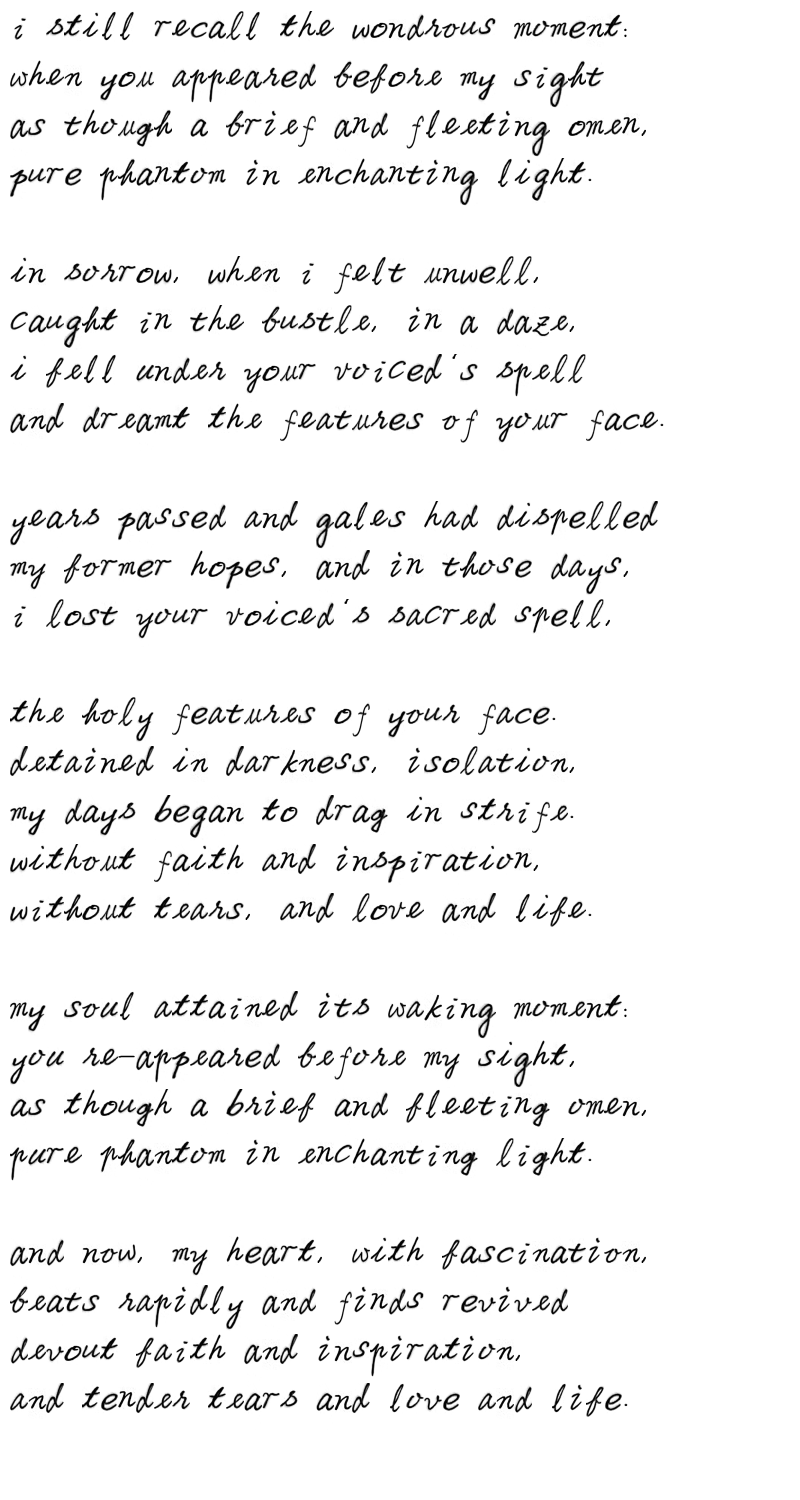 i still recall the wondrous moment:
when you appeared before my sight
as though a brief and fleeting omen,
pure phantom in enchanting light.

in sorrow, when i felt unwell,
caught in the bustle, in a daze,
i fell under your voiced's spell
and dreamt the features of your face.

years passed and gales had dispelled
my former hopes, and in those days,
i lost your voiced's sacred spell,

the holy features of your face.
detained in darkness, isolation,
my days began to drag in strife.
without faith and inspiration,
without tears, and love and life.

my soul attained its waking moment:
you re-appeared before my sight,
as though a brief and fleeting omen,
pure phantom in enchanting light.

and now, my heart, with fascination,
beats rapidly and finds revived
devout faith and inspiration,
and tender tears and love and life.